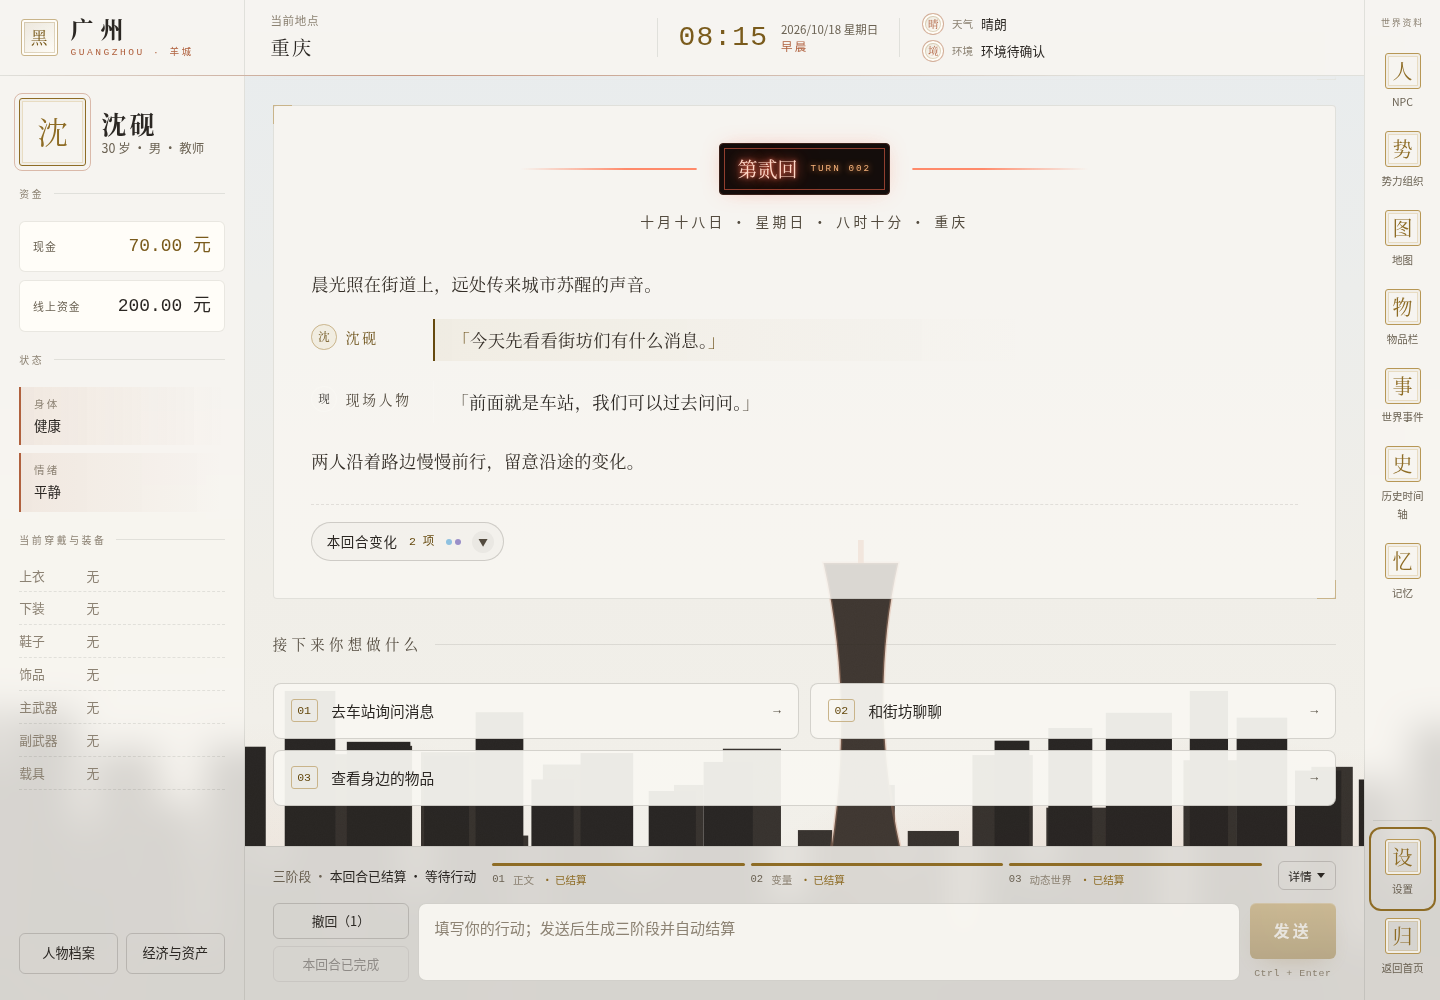 黑
广州
GUANGZHOU · 羊城
当前地点
重庆
08:15
2026/10/18 星期日
早晨
晴 天气 晴朗
境 环境 环境待确认
世界资料
沈
沈砚
30 岁 • 男 • 教师
资金
现金 70.00 元
线上资金 200.00 元
状态
身体
健康
情绪
平静
当前穿戴与装备
上衣 无
下装 无
鞋子 无
饰品 无
主武器 无
副武器 无
载具 无
人物档案 经济与资产
第贰回 TURN 002
十月十八日 • 星期日 • 八时十分 • 重庆
晨光照在街道上，远处传来城市苏醒的声音。
沈 沈砚 「今天先看看街坊们有什么消息。」
现 现场人物 「前面就是车站，我们可以过去问问。」
两人沿着路边慢慢前行，留意沿途的变化。
本回合变化 2 项 ▼
接下来你想做什么
01 去车站询问消息 →
02 和街坊聊聊 →
03 查看身边的物品 →
三阶段 • 本回合已结算 • 等待行动
01 正文 • 已结算
02 变量 • 已结算
03 动态世界 • 已结算
详情 ▼
撤回（1）
本回合已完成
填写你的行动；发送后生成三阶段并自动结算
发送
Ctrl + Enter
人
NPC
势
势力组织
图
地图
物
物品栏
事
世界事件
史
历史时间
轴
忆
记忆
设
设置
归
返回首页